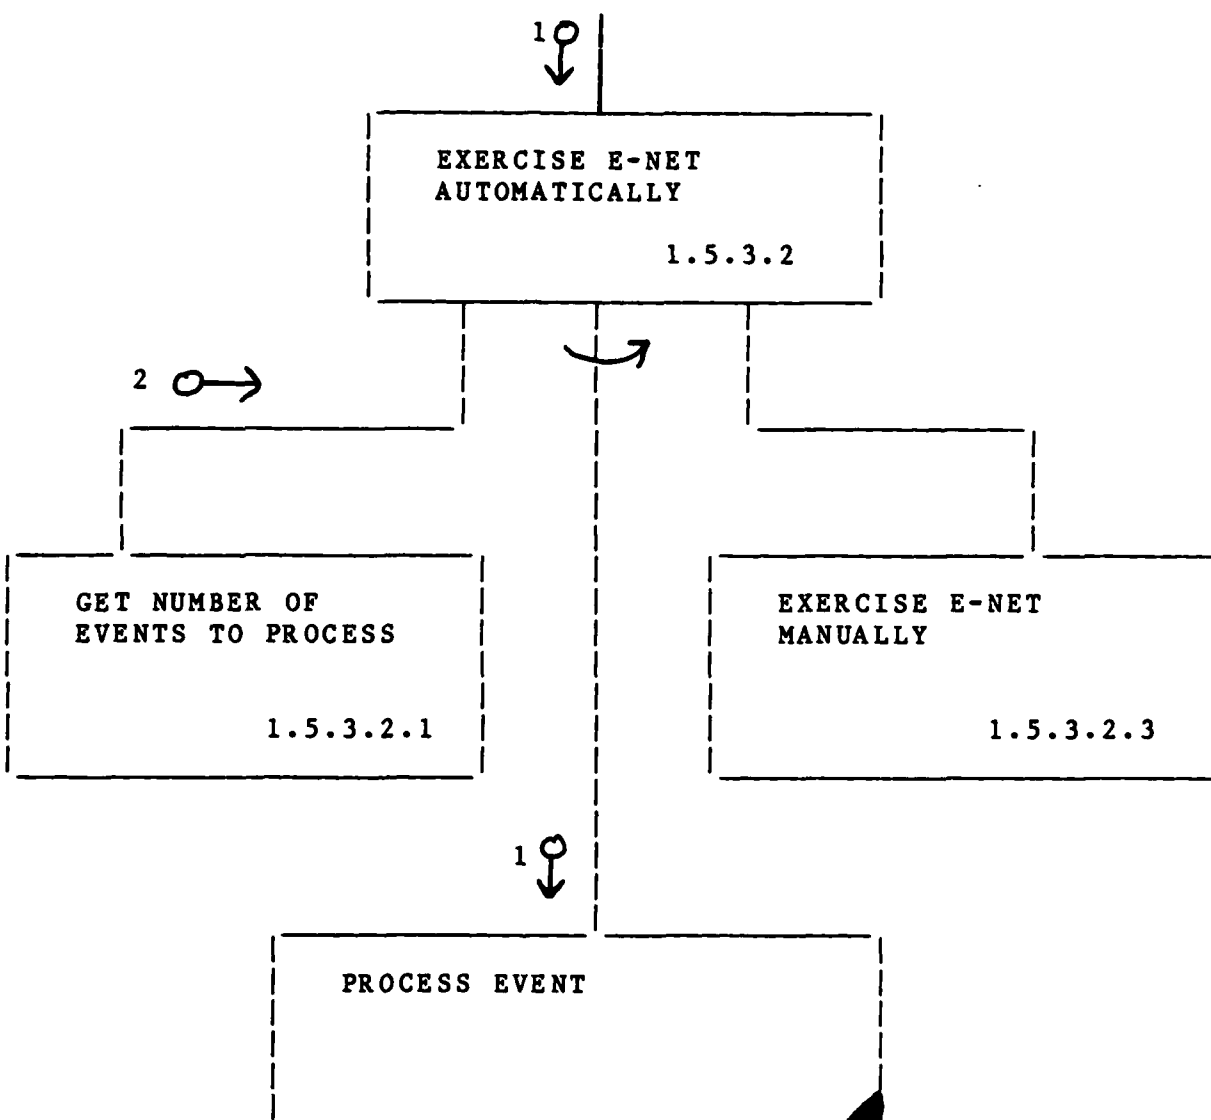 1
EXERCISE E-NET
AUTOMATICALLY
1.5.3.2
2
GET NUMBER OF
EVENTS TO PROCESS
1.5.3.2.1
EXERCISE E-NET
MANUALLY
1.5.3.2.3
1
PROCESS EVENT